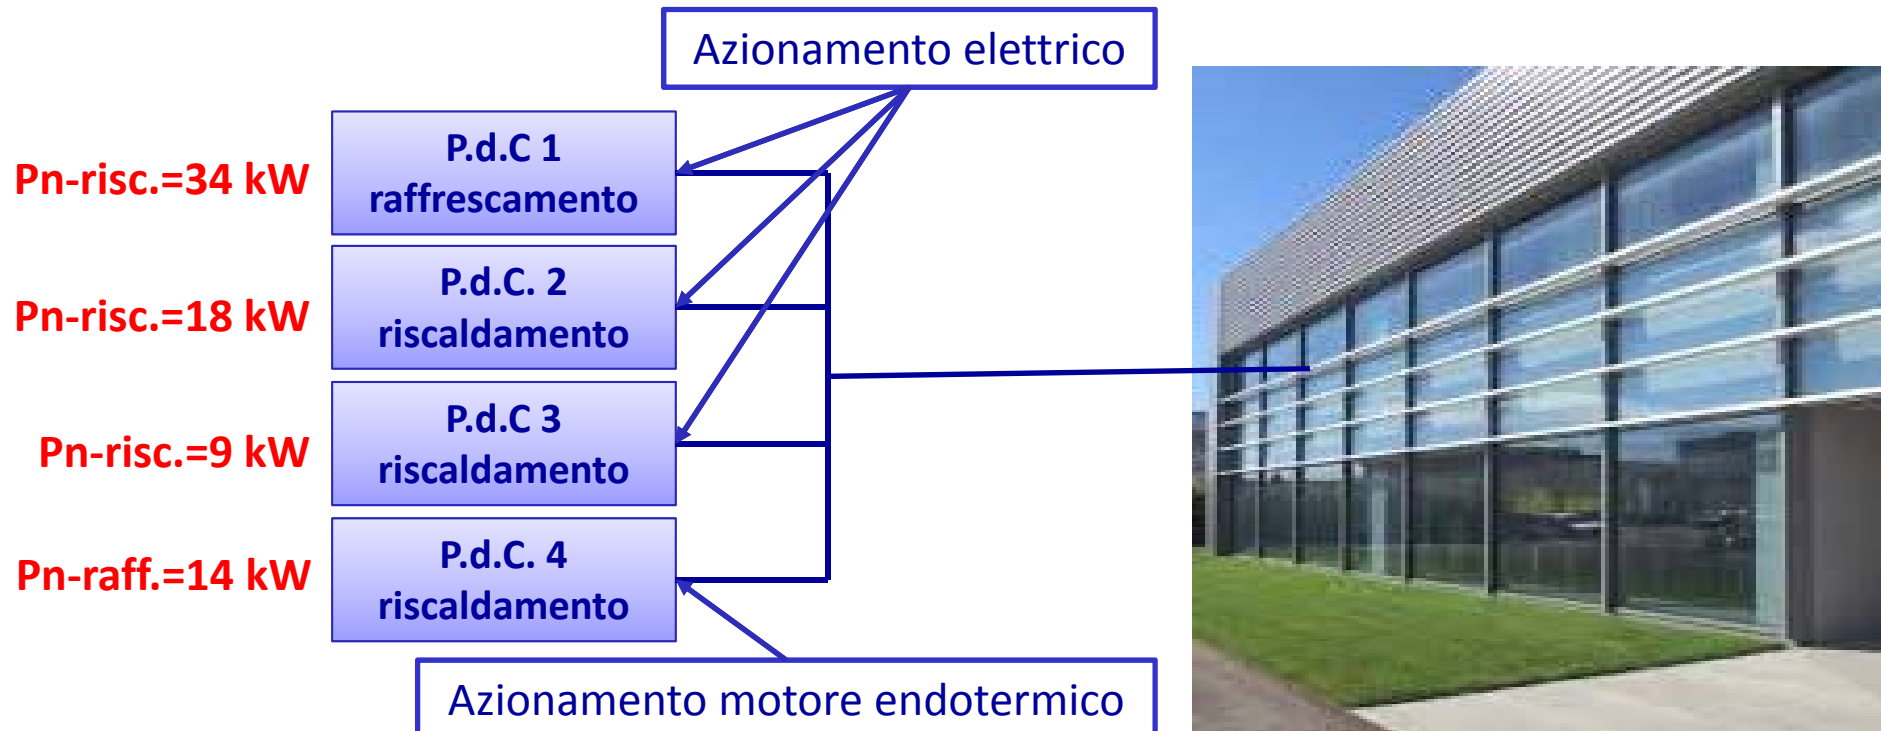 Azionamento elettrico
Pn-risc.=34 kW
P.d.C 1
raffrescamento
Pn-risc.=18 kW
P.d.C. 2
riscaldamento
Pn-risc.=9 kW
P.d.C 3
riscaldamento
Pn-raff.=14 kW
P.d.C. 4
riscaldamento
Azionamento motore endotermico